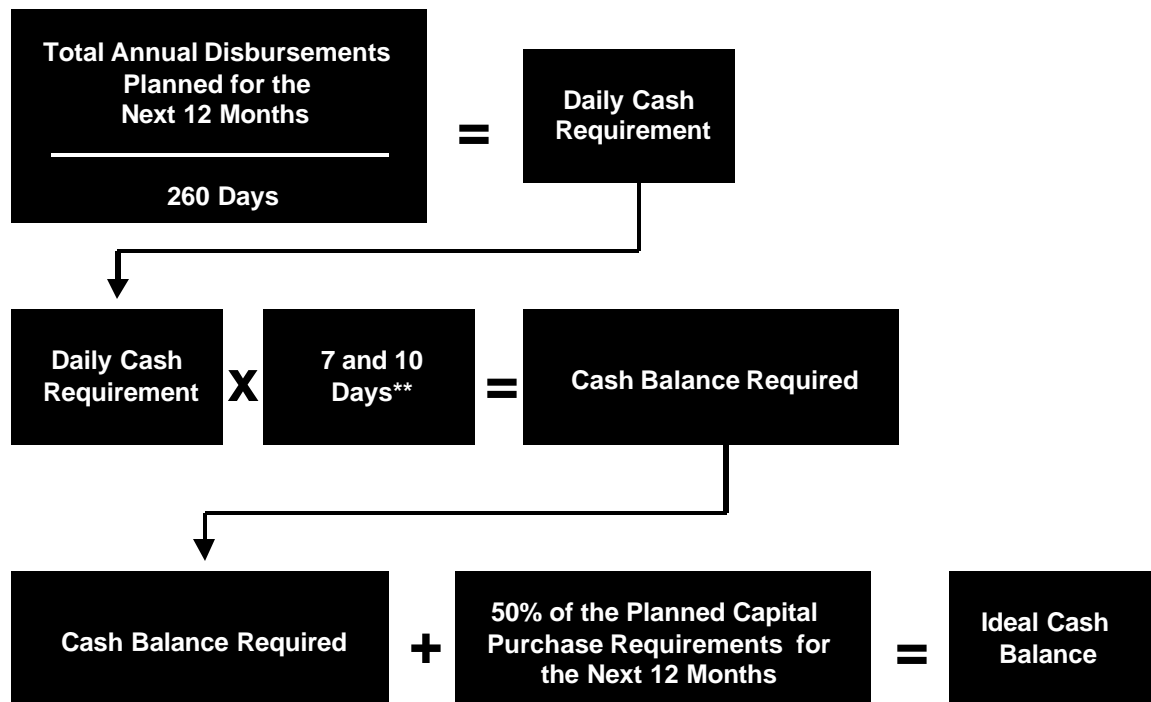 Total Annual Disbursements
Planned for the
Next 12 Months
260 Days
=
Daily Cash
Requirement
Daily Cash
Requirement
X
7 and 10
Days**
=
Cash Balance Required
Cash Balance Required
+
50% of the Planned Capital
Purchase Requirements for
the Next 12 Months
=
Ideal Cash
Balance